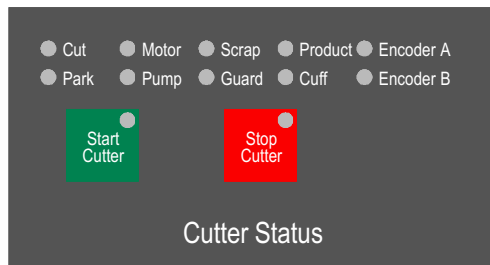 Cut Motor Scrap Product Encoder A
Park Pump Guard Cuff Encoder B
Start
Cutter
Stop
Cutter
Cutter Status